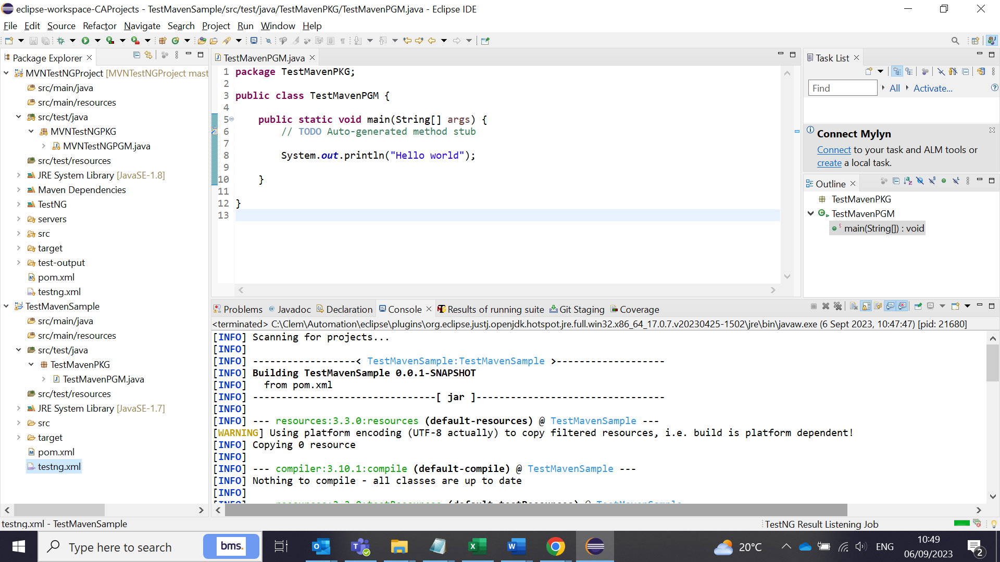 eclipse-workspace-CAProjects - TestMavenSample/src/test/java/TestMavenPKG/TestMavenPGM.java - Eclipse IDE
File Edit Source Refactor Navigate Search Project Run Window Help
Package Explorer
MVNTestNGProject [MVNTestNGProject mast
src/main/java
src/main/resources
src/test/java
MVNTestNGPKG
MVNTestNGPGM.java
src/test/resources
JRE System Library [JavaSE-1.8]
Maven Dependencies
TestNG
servers
src
target
test-output
pom.xml
testng.xml
TestMavenSample
src/main/java
src/main/resources
src/test/java
TestMavenPKG
TestMavenPGM.java
src/test/resources
JRE System Library [JavaSE-1.7]
src
target
pom.xml
testng.xml
TestMavenPGM.java
1 package TestMavenPKG;
2
3 public class TestMavenPGM {
4
5 public static void main(String[] args) {
6 // TODO Auto-generated method stub
7
8 System.out.println("Hello world");
9
10 }
11
12 }
13
Task List
Find All Activate...
Connect Mylyn
Connect to your task and ALM tools or
create a local task.
Outline
TestMavenPKG
TestMavenPGM
main(String[]) : void
Problems Javadoc Declaration Console Results of running suite Git Staging Coverage
<terminated> C:\Clem\Automation\eclipse\plugins\org.eclipse.justj.openjdk.hotspot.jre.full.win32.x86_64_17.0.7.v20230425-1502\jre\bin\javaw.exe (6 Sept 2023, 10:47:47) [pid: 21680]
[INFO] Scanning for projects...
[INFO]
[INFO] ------------------< TestMavenSample:TestMavenSample >-------------------
[INFO] Building TestMavenSample 0.0.1-SNAPSHOT
[INFO]   from pom.xml
[INFO] --------------------------------[ jar ]---------------------------------
[INFO]
[INFO] --- resources:3.3.0:resources (default-resources) @ TestMavenSample ---
[WARNING] Using platform encoding (UTF-8 actually) to copy filtered resources, i.e. build is platform dependent!
[INFO] Copying 0 resource
[INFO]
[INFO] --- compiler:3.10.1:compile (default-compile) @ TestMavenSample ---
[INFO] Nothing to compile - all classes are up to date
[INFO]
testng.xml - TestMavenSample
TestNG Result Listening Job
Type here to search
bms.
20°C
ENG
10:49
06/09/2023
2